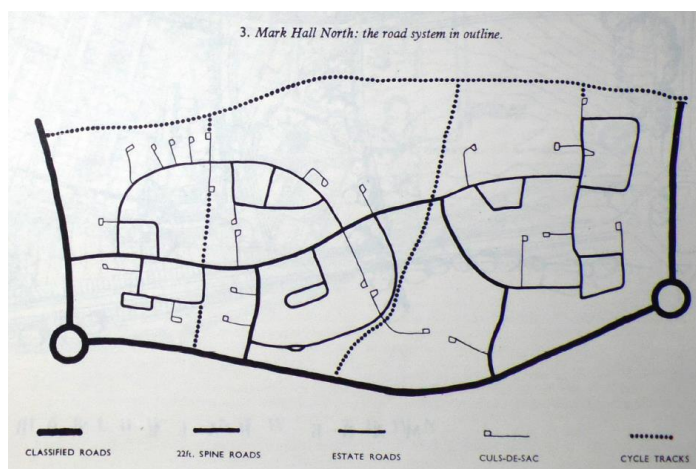 3. Mark Hall North: the road system in outline.
CLASSIFIED ROADS
22ft. SPINE ROADS
ESTATE ROADS
CULS-DE-SAC
CYCLE TRACKS